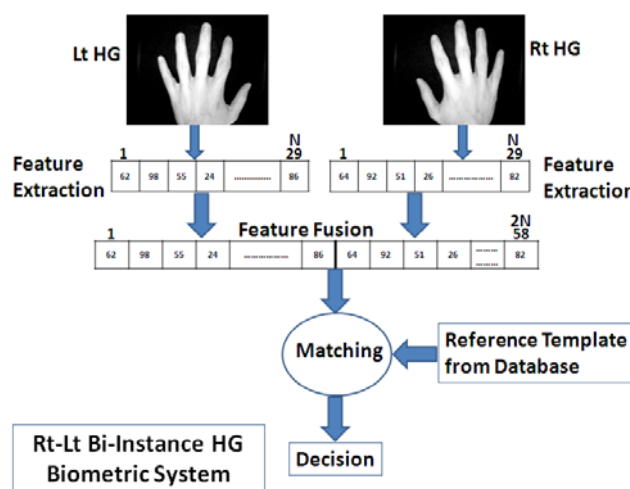 Lt HG
Rt HG
Feature Extraction
1
N
29
62 98 55 24 ................ 86
1
N
29
64 92 51 26 ................ 82
Feature Extraction
Feature Fusion
1
2N
58
62 98 55 24 ................ 86 64 92 51 26 ......... ......... 82
Matching
Reference Template
from Database
Rt-Lt Bi-Instance HG
Biometric System
Decision